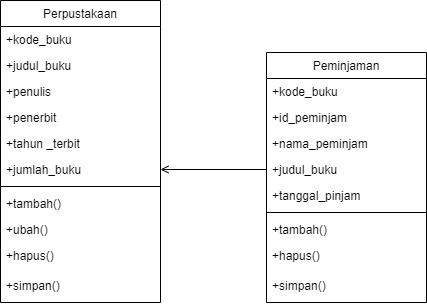 Perpustakaan
+kode_buku
+judul_buku
+penulis
+penerbit
+tahun _terbit
+jumlah_buku
+tambah()
+ubah()
+hapus()
+simpan()
Peminjaman
+kode_buku
+id_peminjam
+nama_peminjam
+judul_buku
+tanggal_pinjam
+tambah()
+hapus()
+simpan()